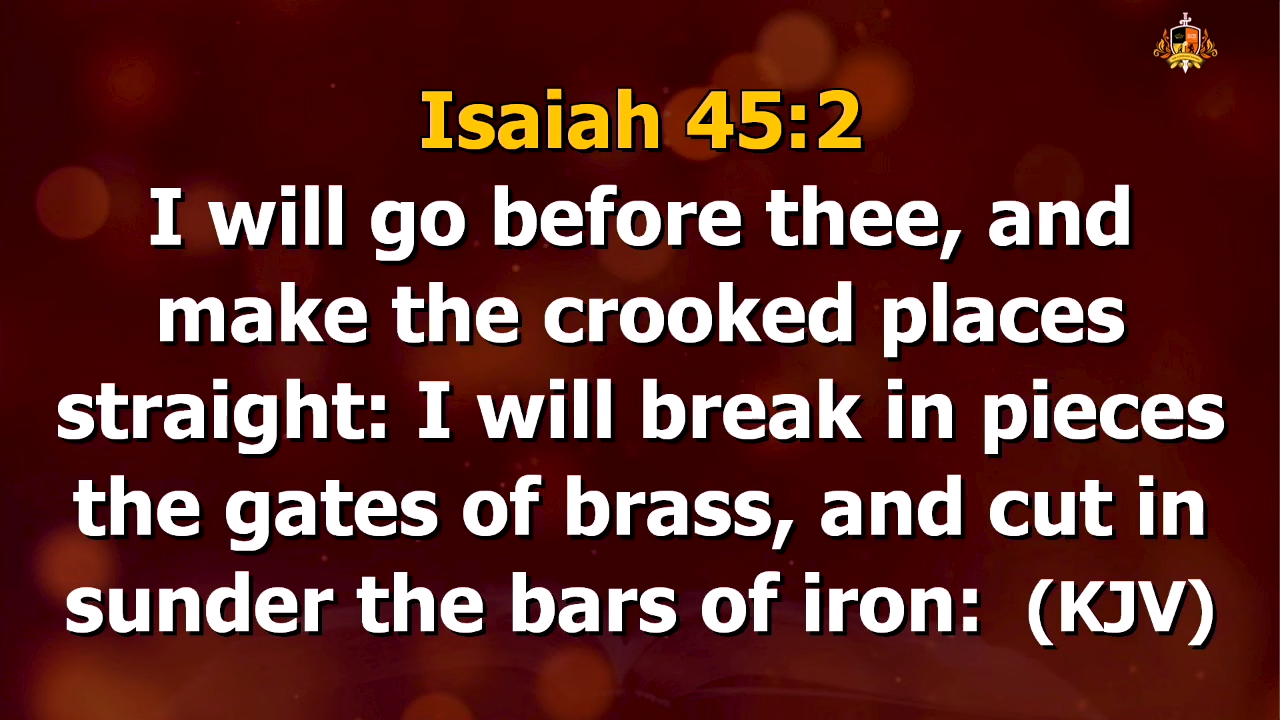 Isaiah 45:2
I will go before thee, and
make the crooked places
straight: I will break in pieces
the gates of brass, and cut in
sunder the bars of iron:  (KJV)